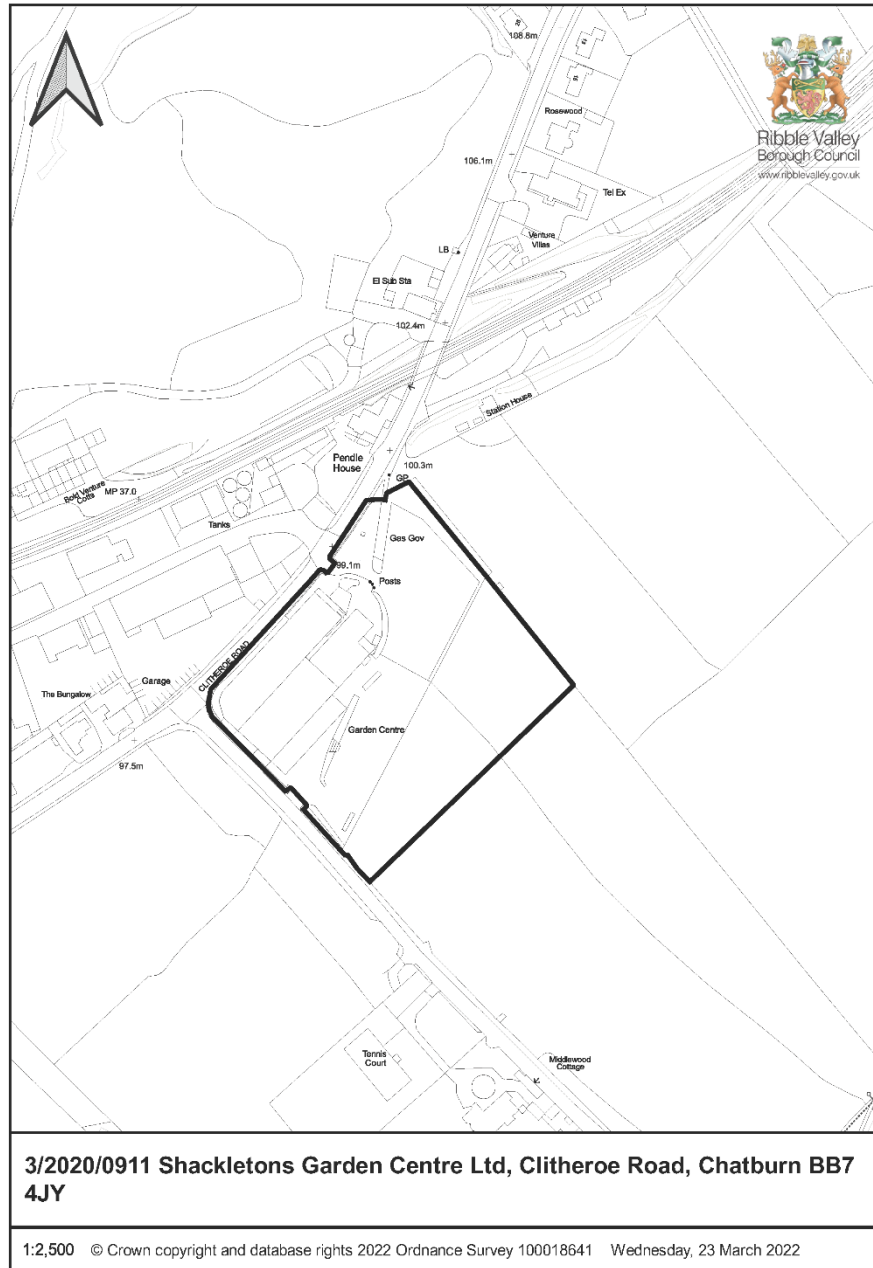 108.8m
Ribble Valley
Borough Council
www.ribblevalley.gov.uk
Rosewood
106.1m
Tel Ex
Venture
Villas
LB
El Sub Sta
102.4m
Station House
Pendle
House
100.3m
GP
Bold Venture
Cotts
MP 37.0
Tanks
Gas Gov
99.1m
Posts
CLITHEROE ROAD
Garage
The Bungalow
Garden Centre
97.5m
Tennis
Court
Middlewood
Cottage
3/2020/0911 Shackletons Garden Centre Ltd, Clitheroe Road, Chatburn BB7
4JY
1:2,500 © Crown copyright and database rights 2022 Ordnance Survey 100018641 Wednesday, 23 March 2022